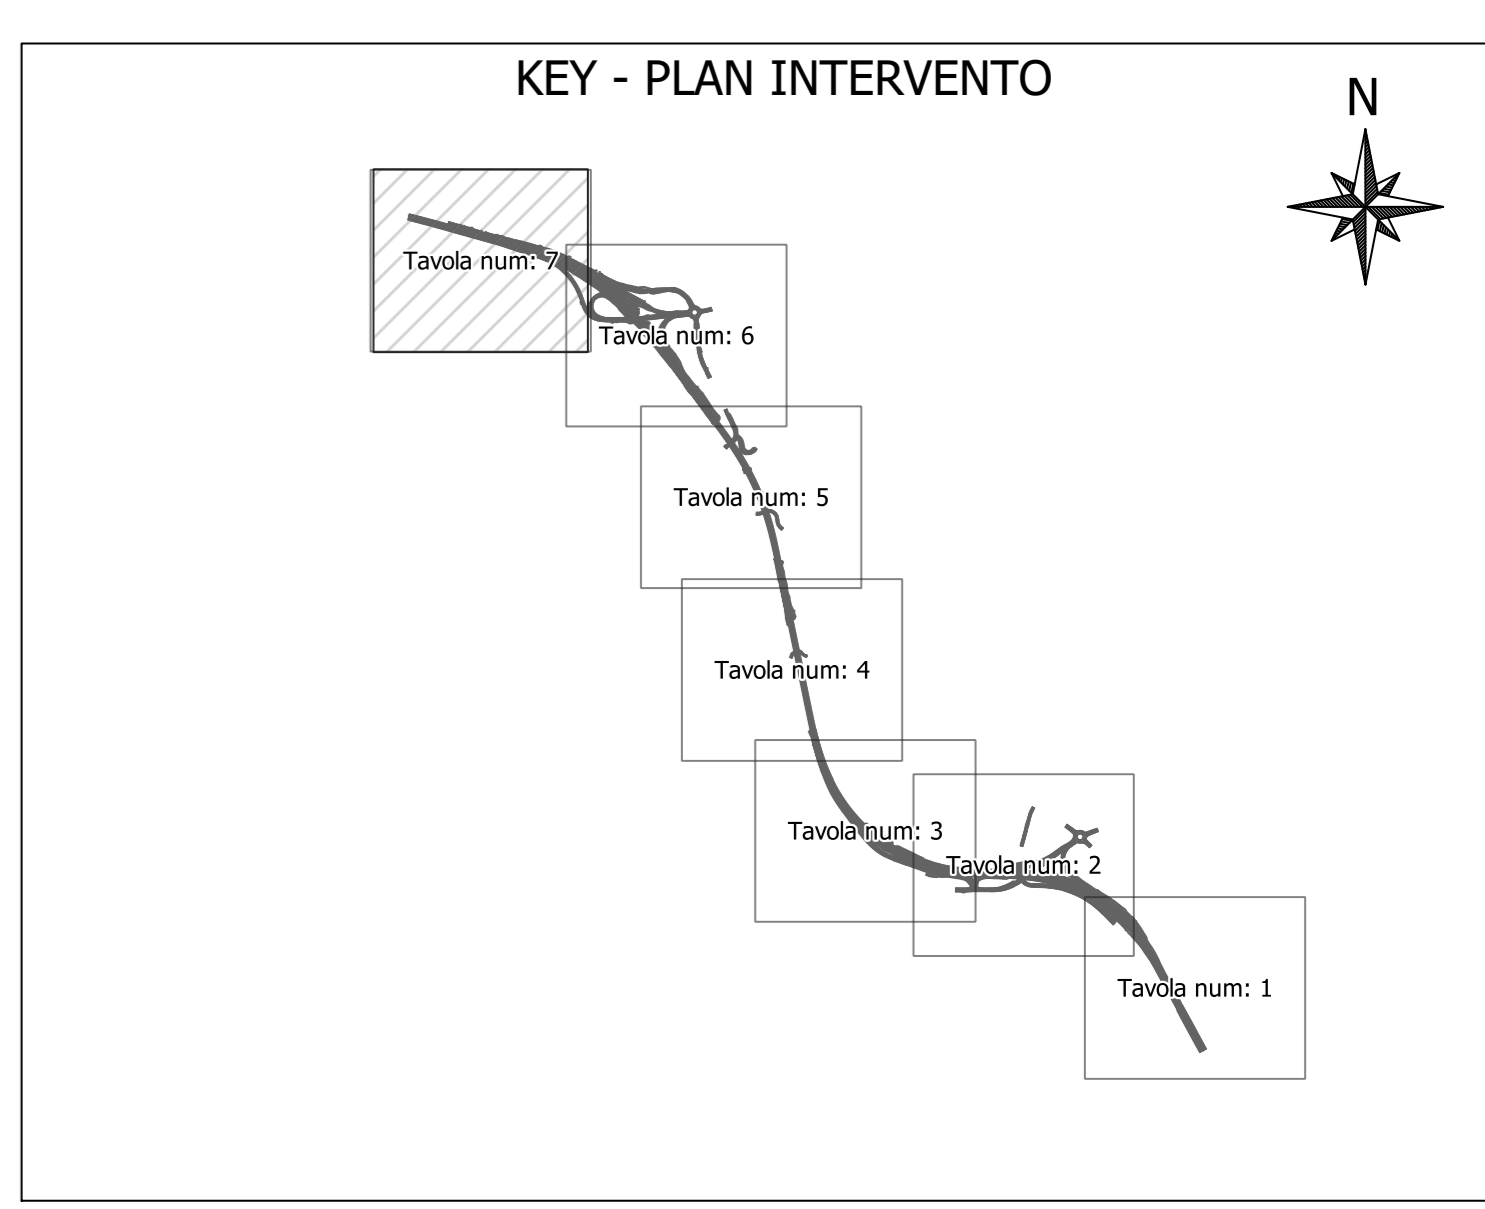 KEY - PLAN INTERVENTO
N
Tavola num: 7
Tavola num: 6
Tavola num: 5
Tavola num: 4
Tavola num: 3
Tavola num: 2
Tavola num: 1